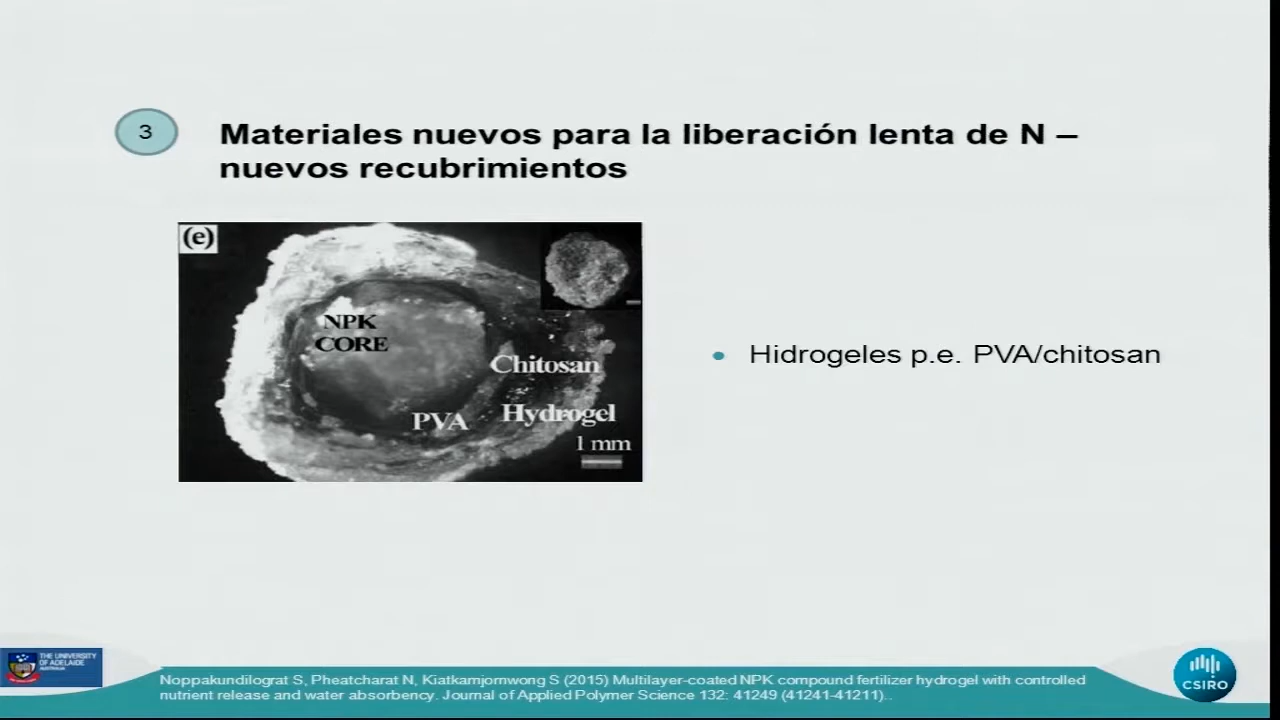 3
Materiales nuevos para la liberación lenta de N –
nuevos recubrimientos
(e)
NPK
CORE
Chitosan
PVA
Hydrogel
1 mm
• Hidrogeles p.e. PVA/chitosan
THE UNIVERSITY
OF ADELAIDE
AUSTRALIA
Noppakundilograt S, Pheatcharat N, Kiatkamjornwong S (2015) Multilayer-coated NPK compound fertilizer hydrogel with controlled
nutrient release and water absorbency. Journal of Applied Polymer Science 132: 41249 (41241-41211)..
CSIRO